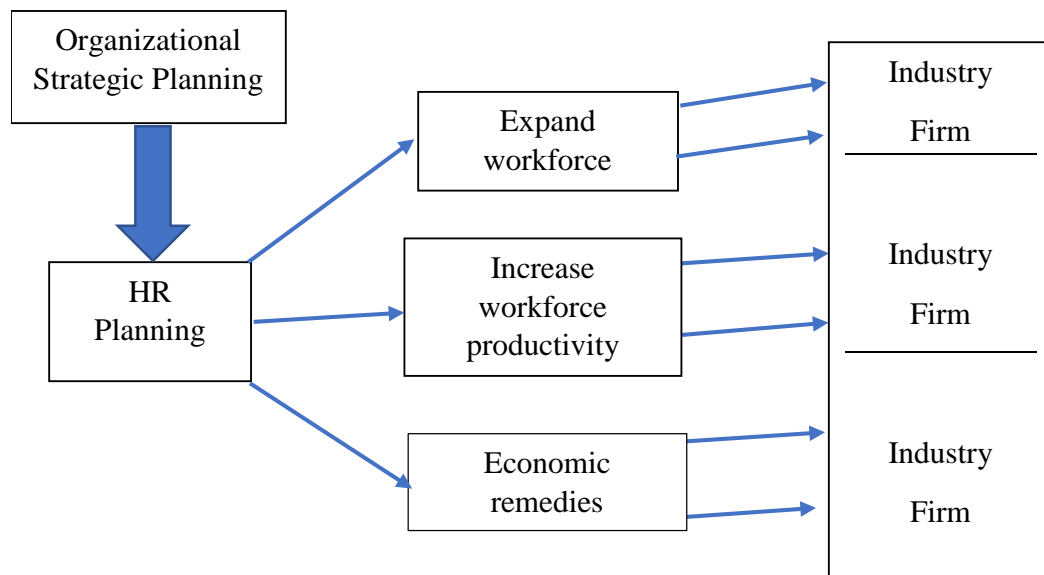 Organizational
Strategic Planning
HR
Planning
Expand
workforce
Increase
workforce
productivity
Economic
remedies
Industry
Firm
Industry
Firm
Industry
Firm